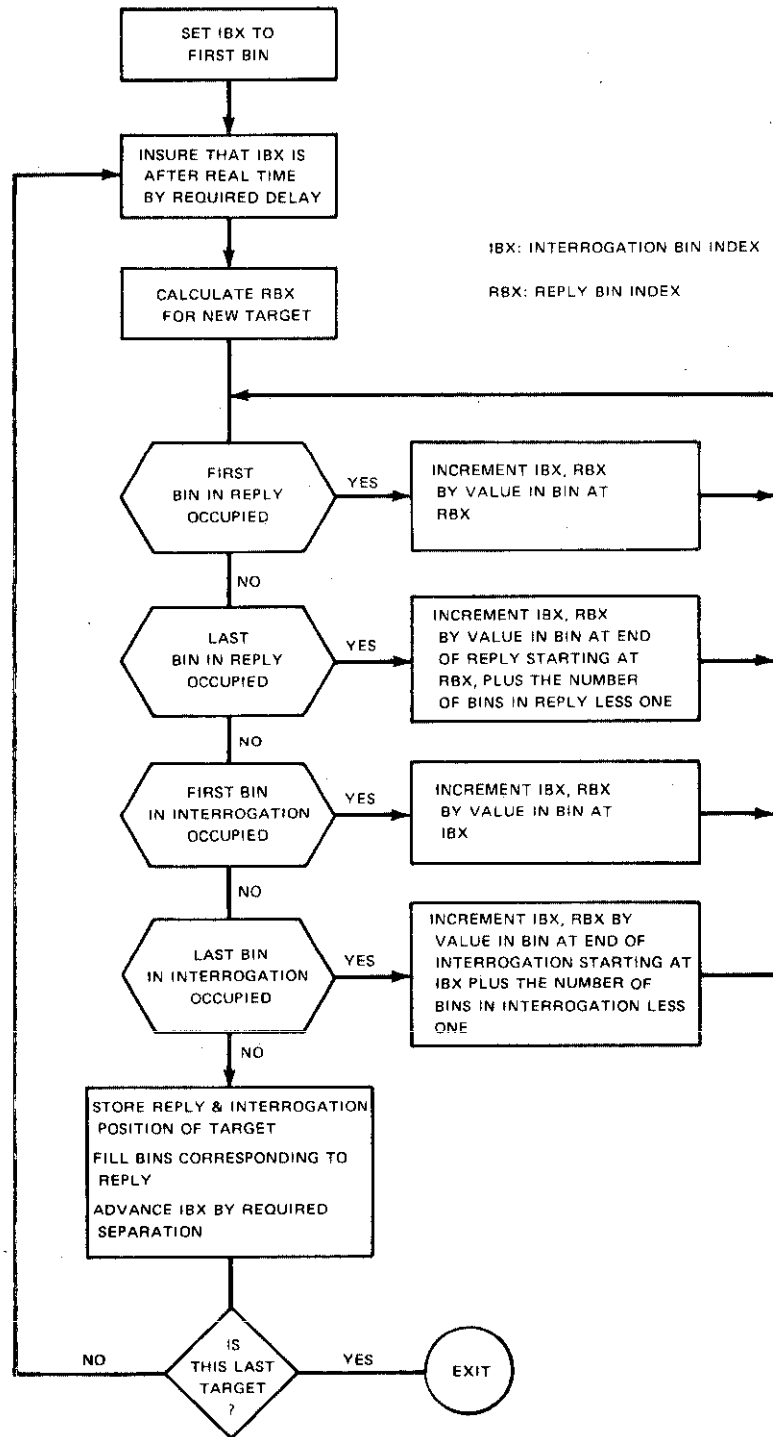 SET IBX TO
FIRST BIN
INSURE THAT IBX IS
AFTER REAL TIME
BY REQUIRED DELAY
IBX: INTERROGATION BIN INDEX
RBX: REPLY BIN INDEX
CALCULATE RBX
FOR NEW TARGET
FIRST
BIN IN REPLY
OCCUPIED
YES
INCREMENT IBX, RBX
BY VALUE IN BIN AT
RBX
NO
LAST
BIN IN REPLY
OCCUPIED
YES
INCREMENT IBX, RBX
BY VALUE IN BIN AT END
OF REPLY STARTING AT
RBX, PLUS THE NUMBER
OF BINS IN REPLY LESS ONE
NO
FIRST BIN
IN INTERROGATION
OCCUPIED
YES
INCREMENT IBX, RBX
BY VALUE IN BIN AT
IBX
NO
LAST BIN
IN INTERROGATION
OCCUPIED
YES
INCREMENT IBX, RBX BY
VALUE IN BIN AT END OF
INTERROGATION STARTING AT
IBX PLUS THE NUMBER OF
BINS IN INTERROGATION LESS
ONE
NO
STORE REPLY & INTERROGATION
POSITION OF TARGET
FILL BINS CORRESPONDING TO
REPLY
ADVANCE IBX BY REQUIRED
SEPARATION
IS
THIS LAST
TARGET
?
NO
YES
EXIT